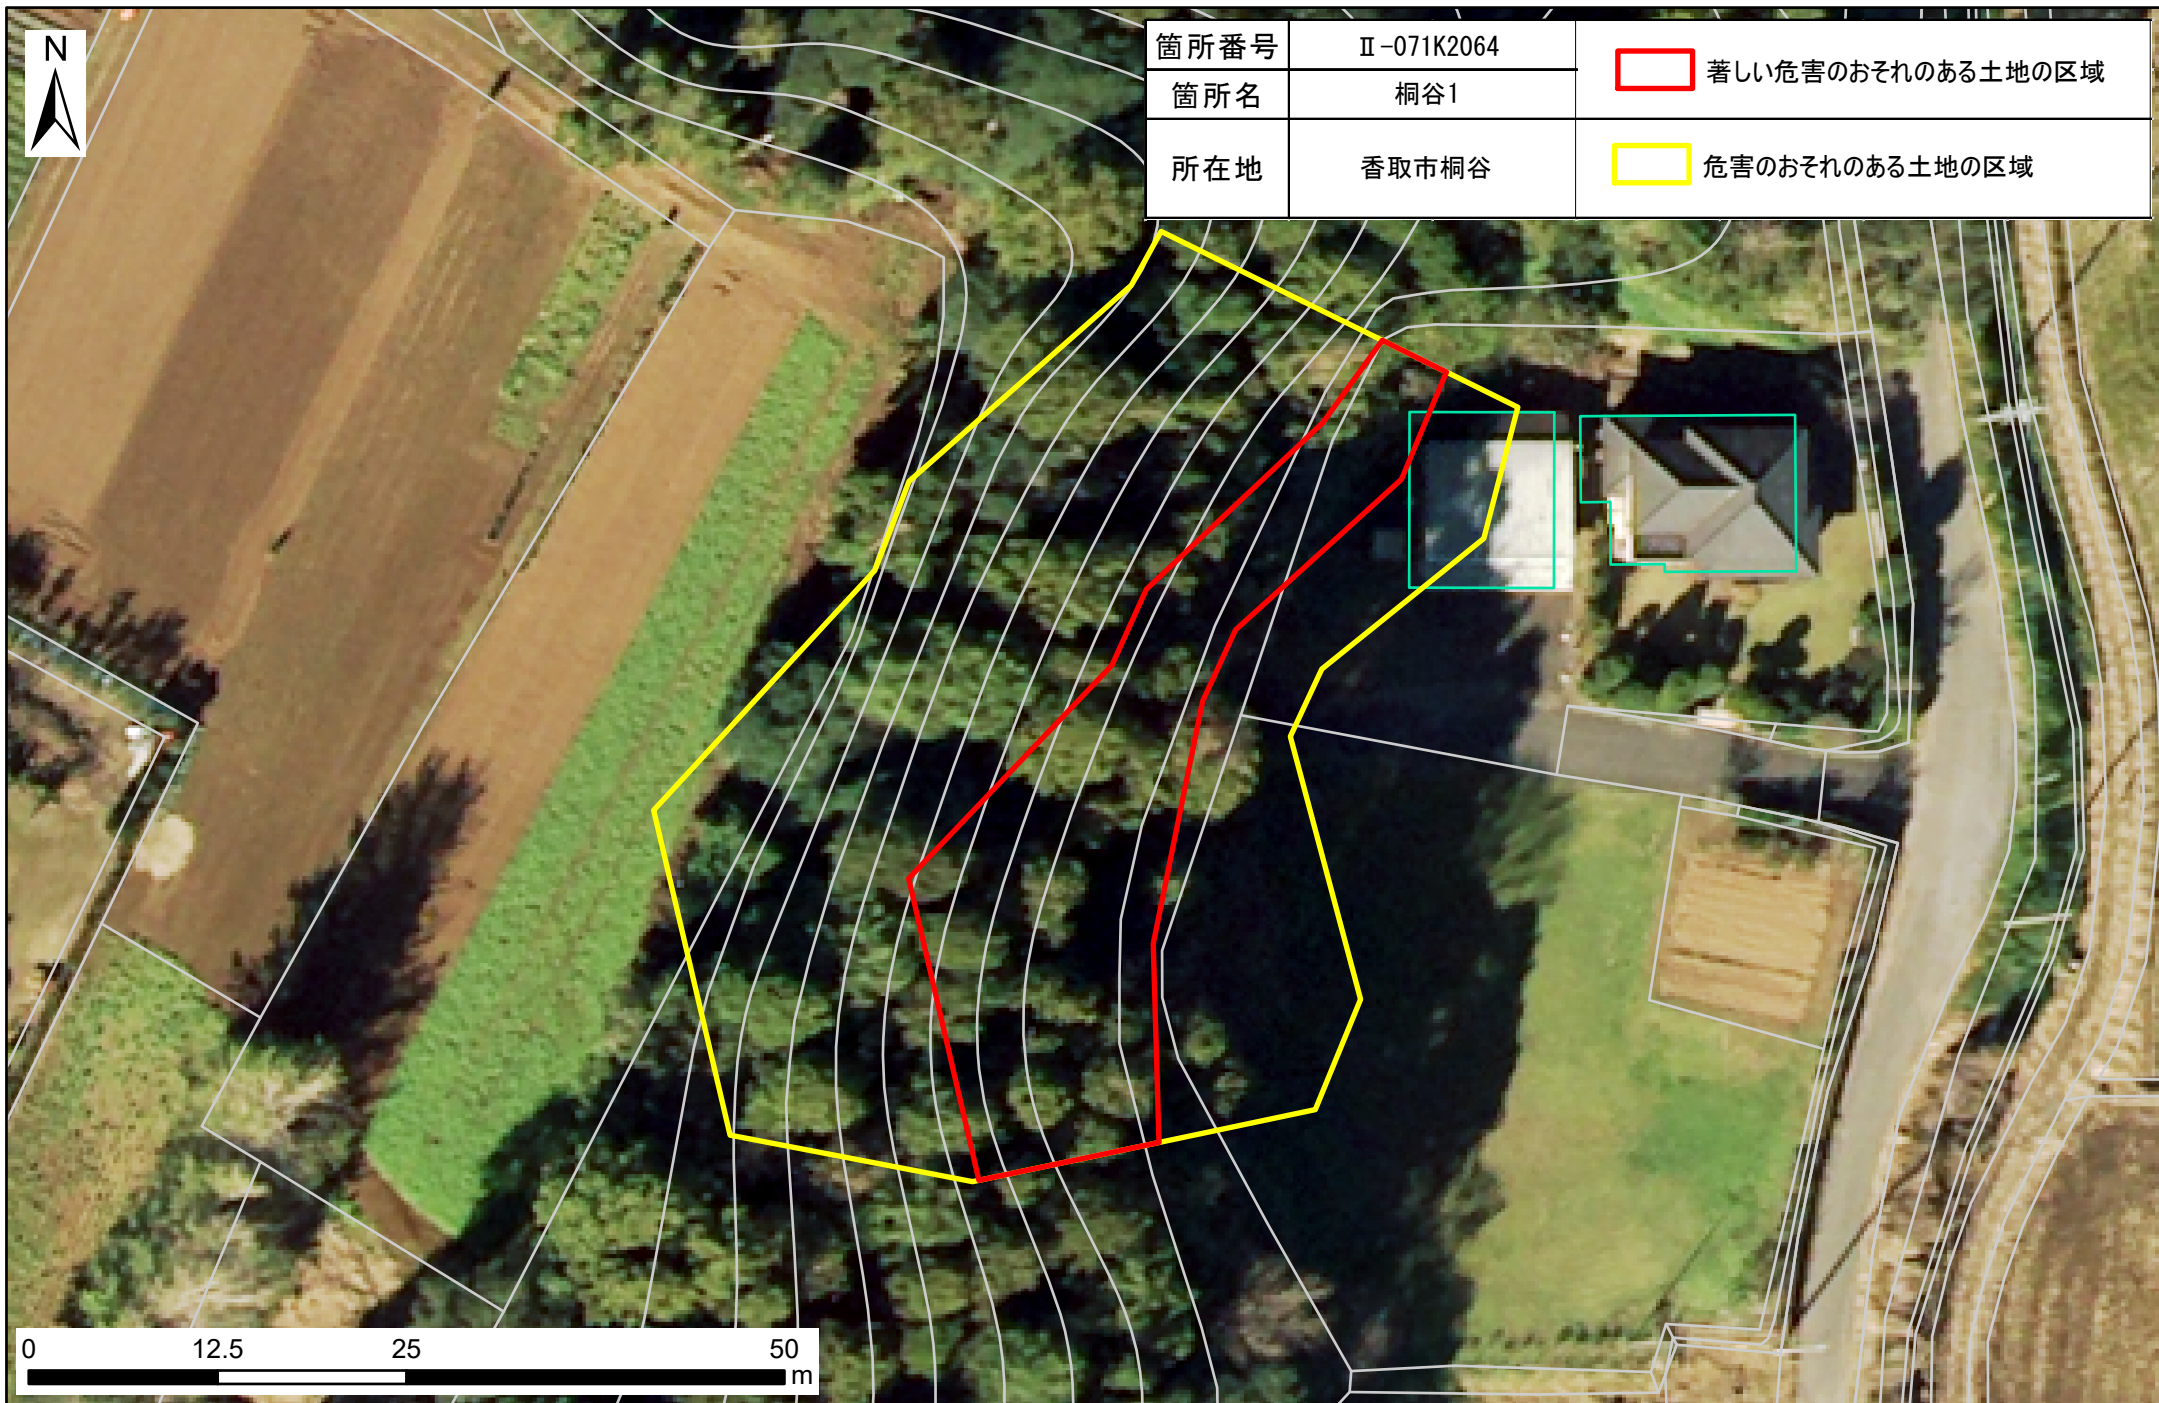 N
箇所番号 Ⅱ-071K2064
箇所名 桐谷1
所在地 香取市桐谷
著しい危害のおそれのある土地の区域
危害のおそれのある土地の区域
0 12.5 25 50
m